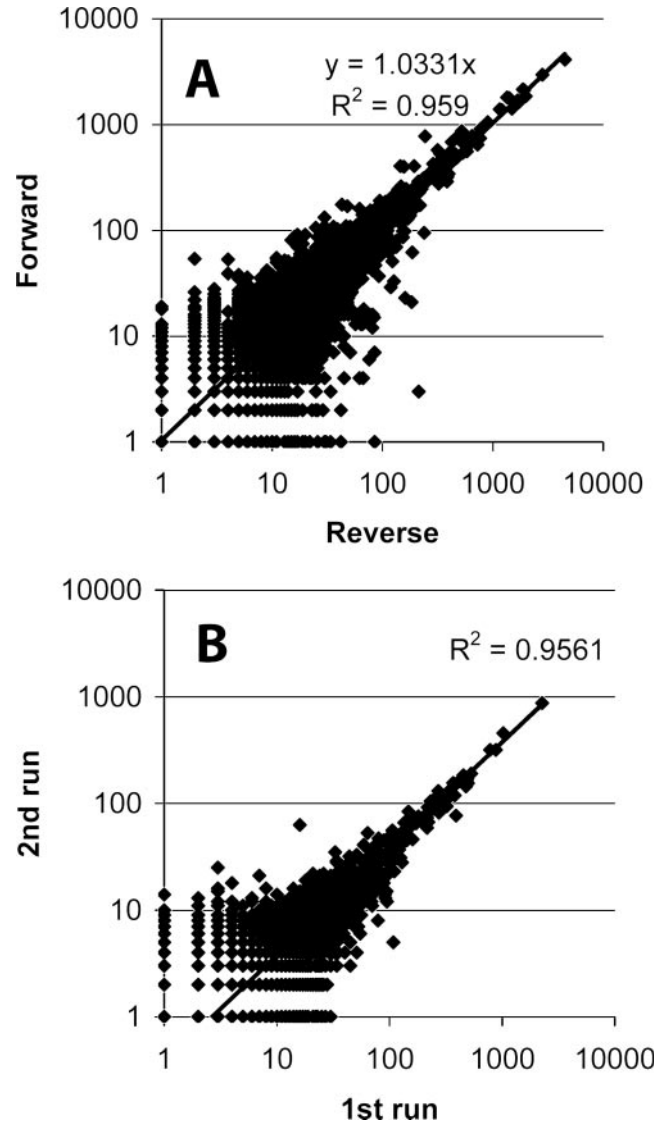 10000
A
y = 1.0331x
R² = 0.959
1000
Forward
100
10
1
1 10 100 1000 10000
Reverse
10000
B
R² = 0.9561
1000
2nd run
100
10
1
1 10 100 1000 10000
1st run